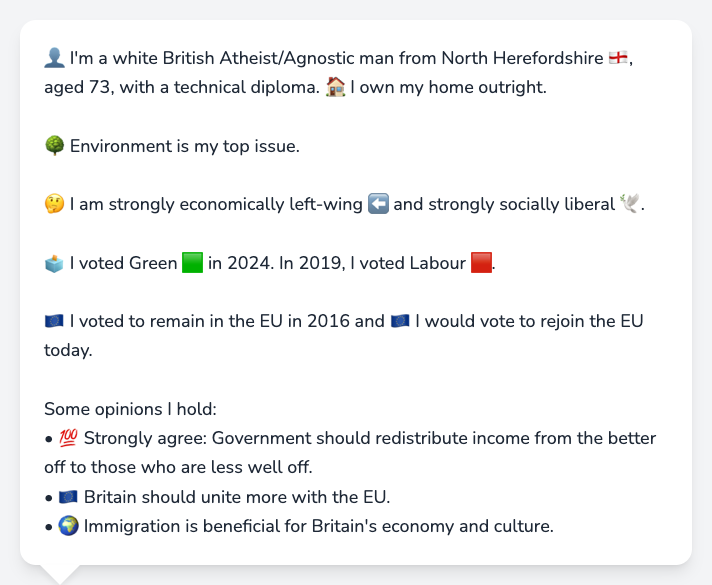 👤 I'm a white British Atheist/Agnostic man from North Herefordshire 🏴󠁧󠁢󠁥󠁮󠁧󠁿,
aged 73, with a technical diploma. 🏠 I own my home outright.
🌳 Environment is my top issue.
🤔 I am strongly economically left-wing ⬅️ and strongly socially liberal 🕊️.
🗳️ I voted Green 🟩 in 2024. In 2019, I voted Labour 🟥.
🇪🇺 I voted to remain in the EU in 2016 and 🇪🇺 I would vote to rejoin the EU
today.
Some opinions I hold:
• 💯 Strongly agree: Government should redistribute income from the better
off to those who are less well off.
• 🇪🇺 Britain should unite more with the EU.
• 🌍 Immigration is beneficial for Britain's economy and culture.